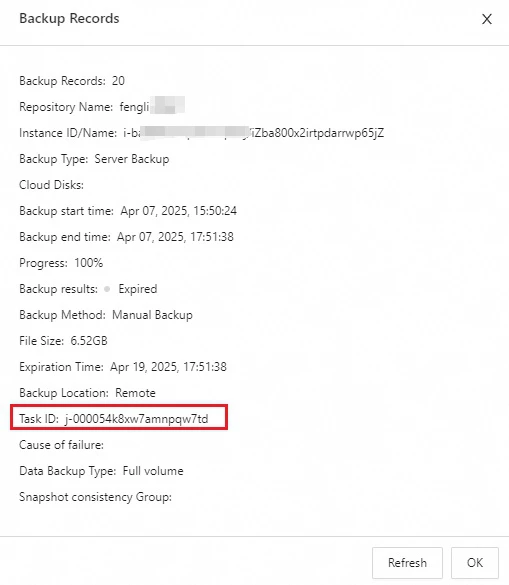 Backup Records
Backup Records: 20
Repository Name: fengli
Instance ID/Name: i-ba iZba800x2irtpdarrwp65jZ
Backup Type: Server Backup
Cloud Disks:
Backup start time: Apr 07, 2025, 15:50:24
Backup end time: Apr 07, 2025, 17:51:38
Progress: 100%
Backup results: Expired
Backup Method: Manual Backup
File Size: 6.52GB
Expiration Time: Apr 19, 2025, 17:51:38
Backup Location: Remote
Task ID: j-000054k8xw7amnpqw7td
Cause of failure:
Data Backup Type: Full volume
Snapshot consistency Group:
Refresh OK